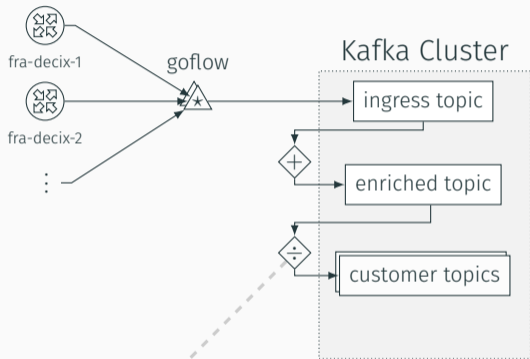 fra-decix-1
goflow
Kafka Cluster
ingress topic
fra-decix-2
⋮
+
enriched topic
÷
customer topics